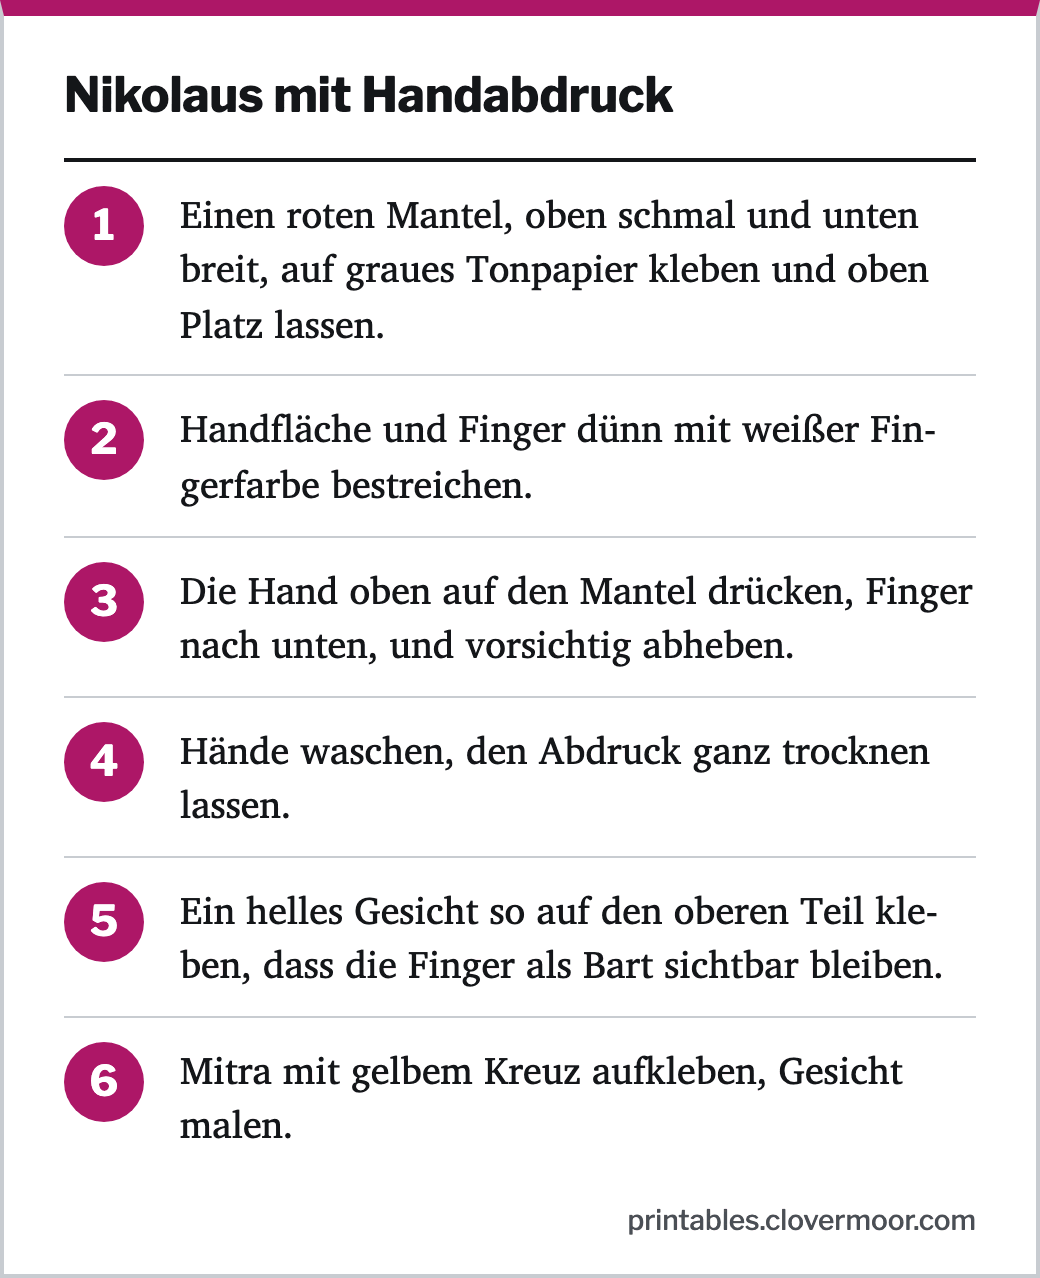 Nikolaus mit Handabdruck
1
Einen roten Mantel, oben schmal und unten
breit, auf graues Tonpapier kleben und oben
Platz lassen.
2
Handfläche und Finger dünn mit weißer Fin-
gerfarbe bestreichen.
3
Die Hand oben auf den Mantel drücken, Finger
nach unten, und vorsichtig abheben.
4
Hände waschen, den Abdruck ganz trocknen
lassen.
5
Ein helles Gesicht so auf den oberen Teil kle-
ben, dass die Finger als Bart sichtbar bleiben.
6
Mitra mit gelbem Kreuz aufkleben, Gesicht
malen.
printables.clovermoor.com